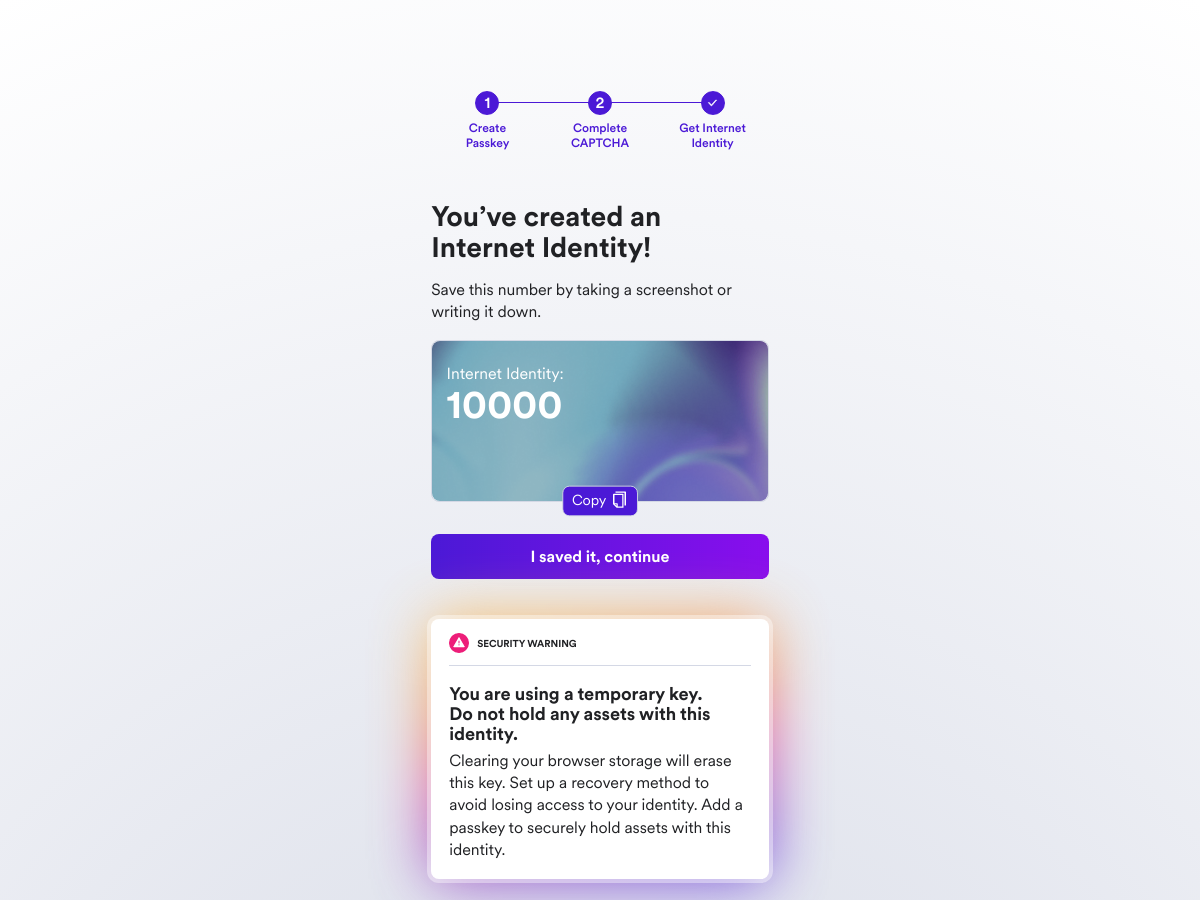 1
2
Create
Passkey
Complete
CAPTCHA
Get Internet
Identity
You've created an
Internet Identity!
Save this number by taking a screenshot or
writing it down.
Internet Identity:
10000
Copy
I saved it, continue
SECURITY WARNING
You are using a temporary key.
Do not hold any assets with this
identity.
Clearing your browser storage will erase
this key. Set up a recovery method to
avoid losing access to your identity. Add a
passkey to securely hold assets with this
identity.